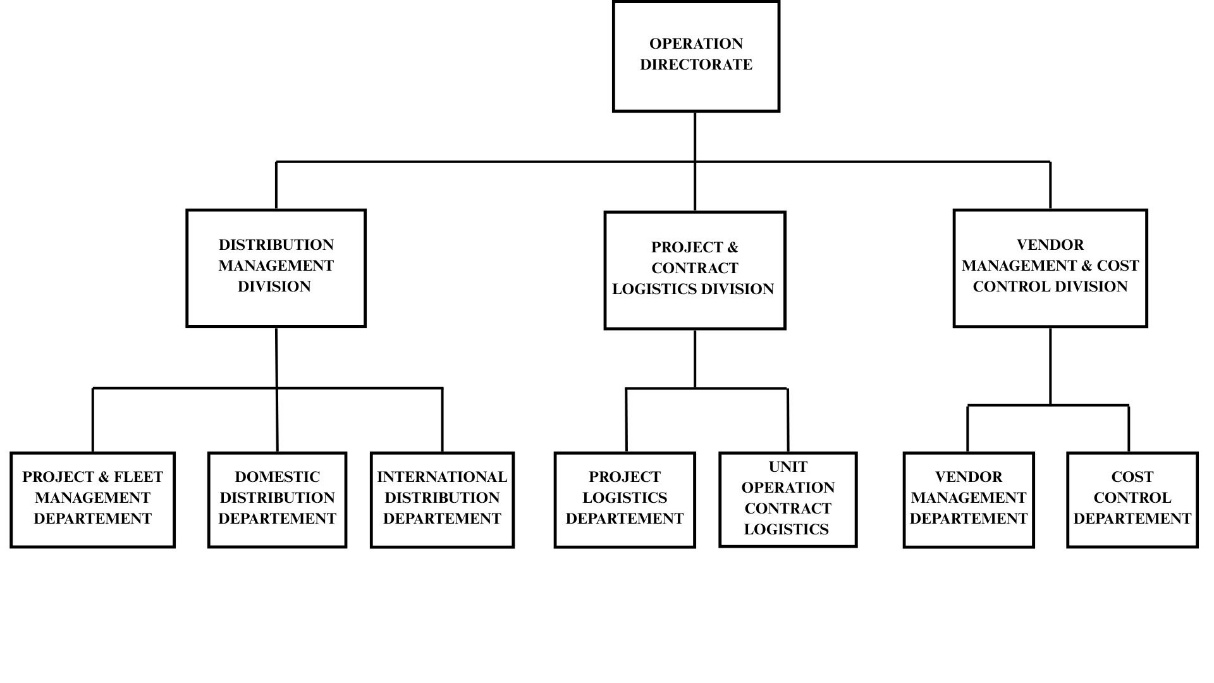 OPERATION
DIRECTORATE
DISTRIBUTION
MANAGEMENT
DIVISION
PROJECT &
CONTRACT
LOGISTICS DIVISION
VENDOR
MANAGEMENT & COST
CONTROL DIVISION
PROJECT & FLEET
MANAGEMENT
DEPARTEMENT
DOMESTIC
DISTRIBUTION
DEPARTEMENT
INTERNATIONAL
DISTRIBUTION
DEPARTEMENT
PROJECT
LOGISTICS
DEPARTEMENT
UNIT
OPERATION
CONTRACT
LOGISTICS
VENDOR
MANAGEMENT
DEPARTEMENT
COST
CONTROL
DEPARTEMENT